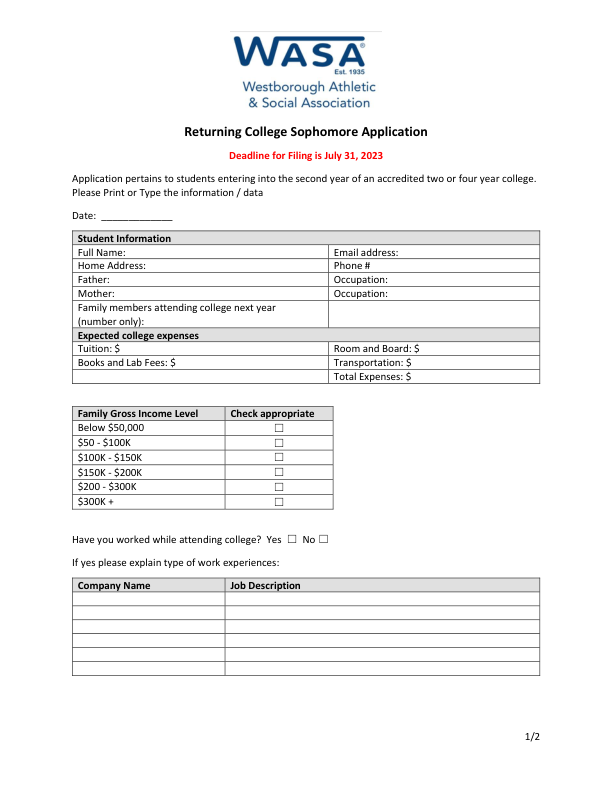 WASA®
Est. 1935
Westborough Athletic
& Social Association
Returning College Sophomore Application
Deadline for Filing is July 31, 2023
Application pertains to students entering into the second year of an accredited two or four year college.
Please Print or Type the information / data
Date: _____________
Student Information
Full Name: Email address:
Home Address: Phone #
Father: Occupation:
Mother: Occupation:
Family members attending college next year
(number only):
Expected college expenses
Tuition: $ Room and Board: $
Books and Lab Fees: $ Transportation: $
Total Expenses: $
Family Gross Income Level Check appropriate
Below $50,000 ☐
$50 - $100K ☐
$100K - $150K ☐
$150K - $200K ☐
$200 - $300K ☐
$300K + ☐
Have you worked while attending college? Yes ☐ No ☐
If yes please explain type of work experiences:
Company Name Job Description
1/2